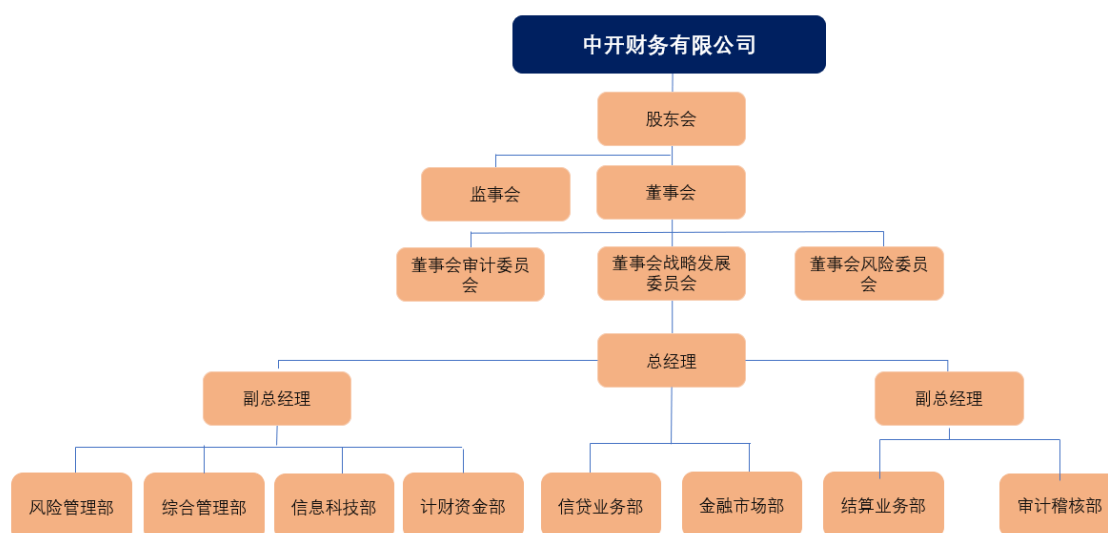 中开财务有限公司
股东会
监事会
董事会
董事会审计委员
会
董事会战略发展
委员会
董事会风险委员
会
总经理
副总经理
副总经理
风险管理部
综合管理部
信息科技部
计财资金部
信贷业务部
金融市场部
结算业务部
审计稽核部